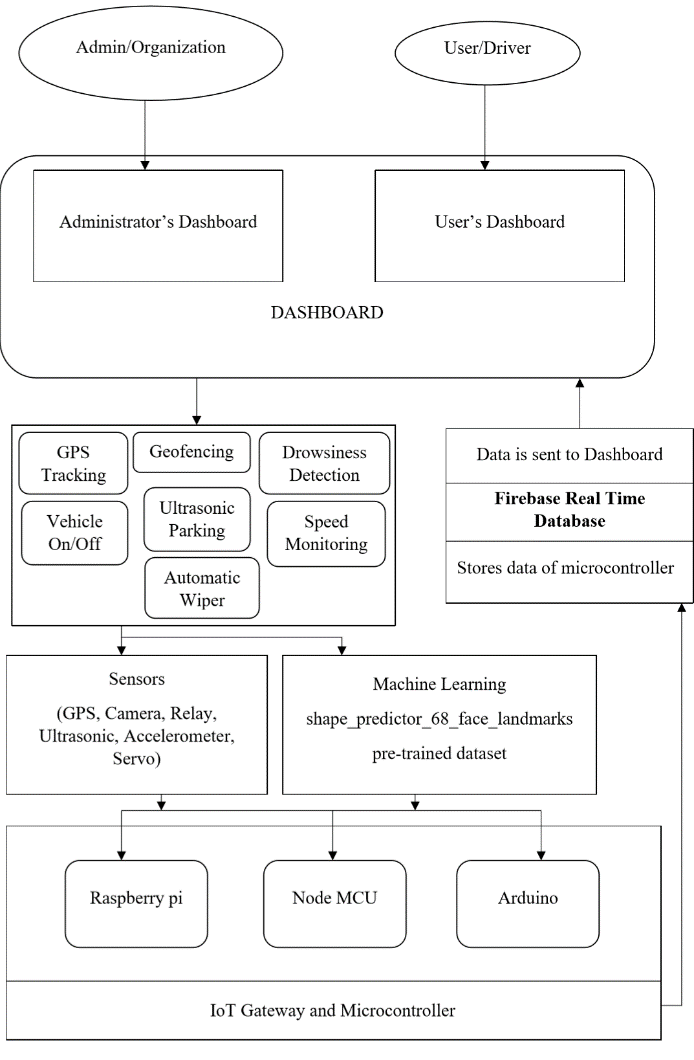 Admin/Organization
User/Driver
Administrator's Dashboard
User's Dashboard
DASHBOARD
GPS
Tracking
Geofencing
Drowsiness
Detection
Vehicle
On/Off
Ultrasonic
Parking
Speed
Monitoring
Automatic
Wiper
Data is sent to Dashboard
Firebase Real Time
Database
Stores data of microcontroller
Sensors
(GPS, Camera, Relay,
Ultrasonic, Accelerometer,
Servo)
Machine Learning
shape_predictor_68_face_landmarks
pre-trained dataset
Raspberry pi
Node MCU
Arduino
IoT Gateway and Microcontroller